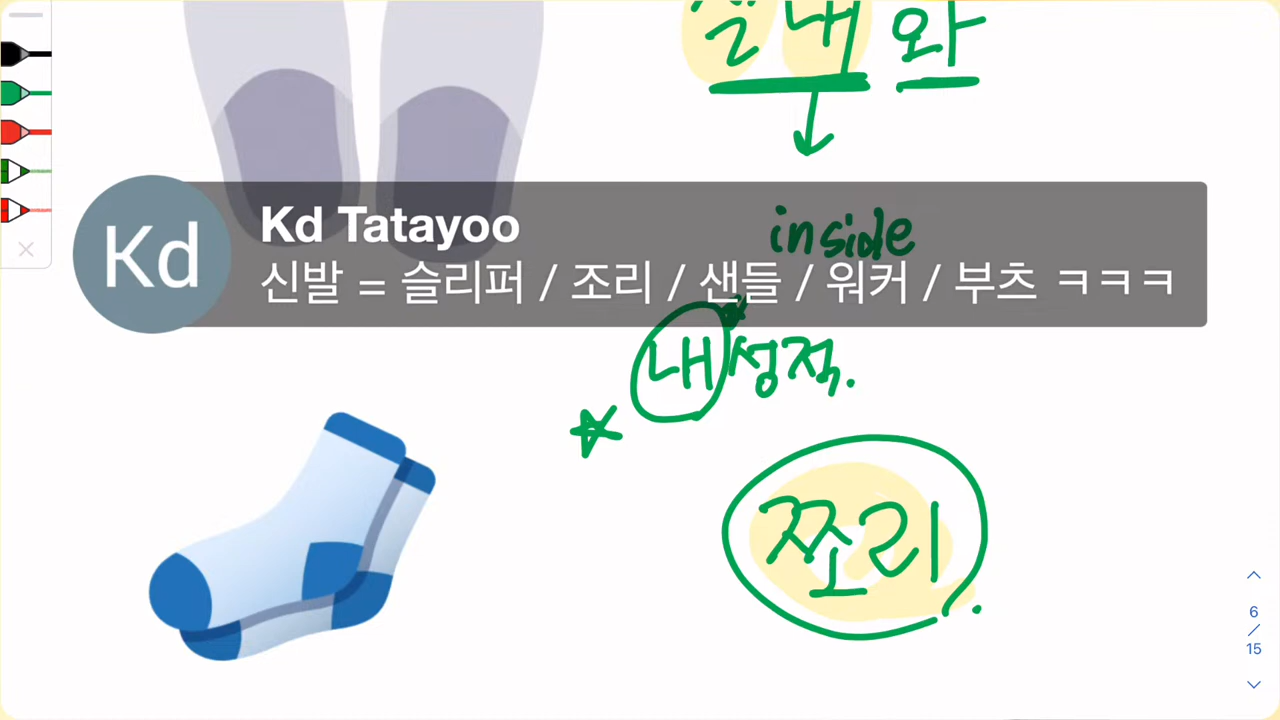 실내화
inside
Kd
Kd Tatayoo
신발 = 슬리퍼 / 조리 / 샌들 / 워커 / 부츠 ㅋㅋㅋ
내성적.
쪼리.
6
/
15